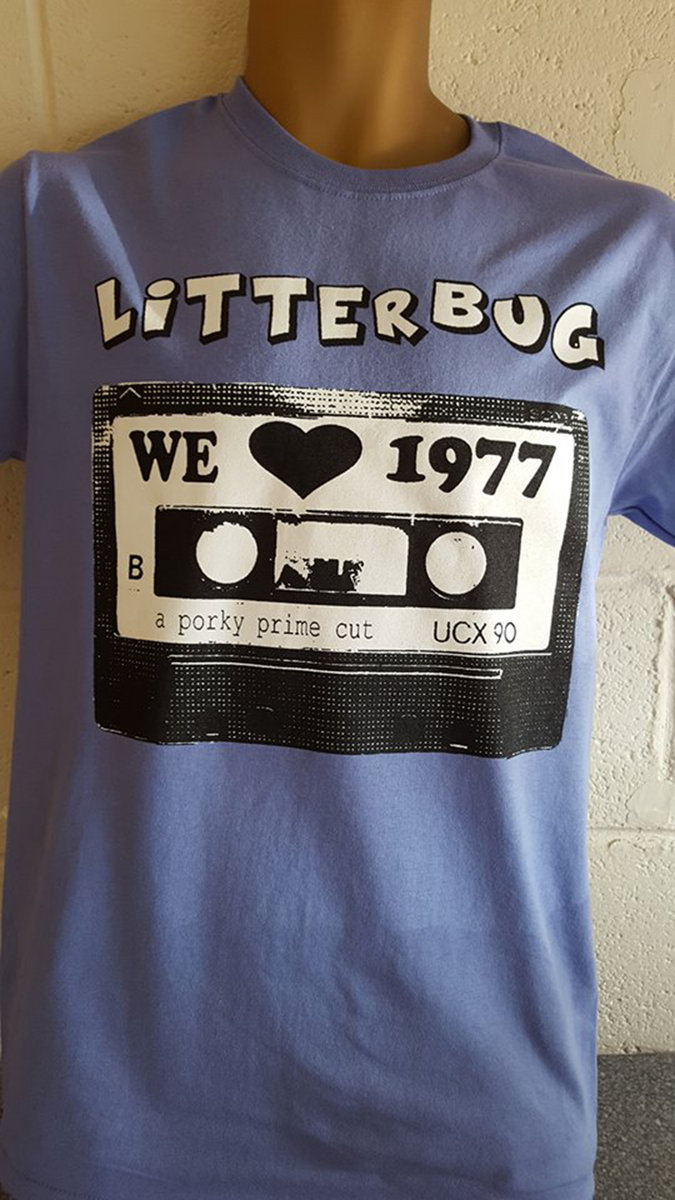 LiTTERBUG
WE ♥ 1977
B
a porky prime cut
UCX 90